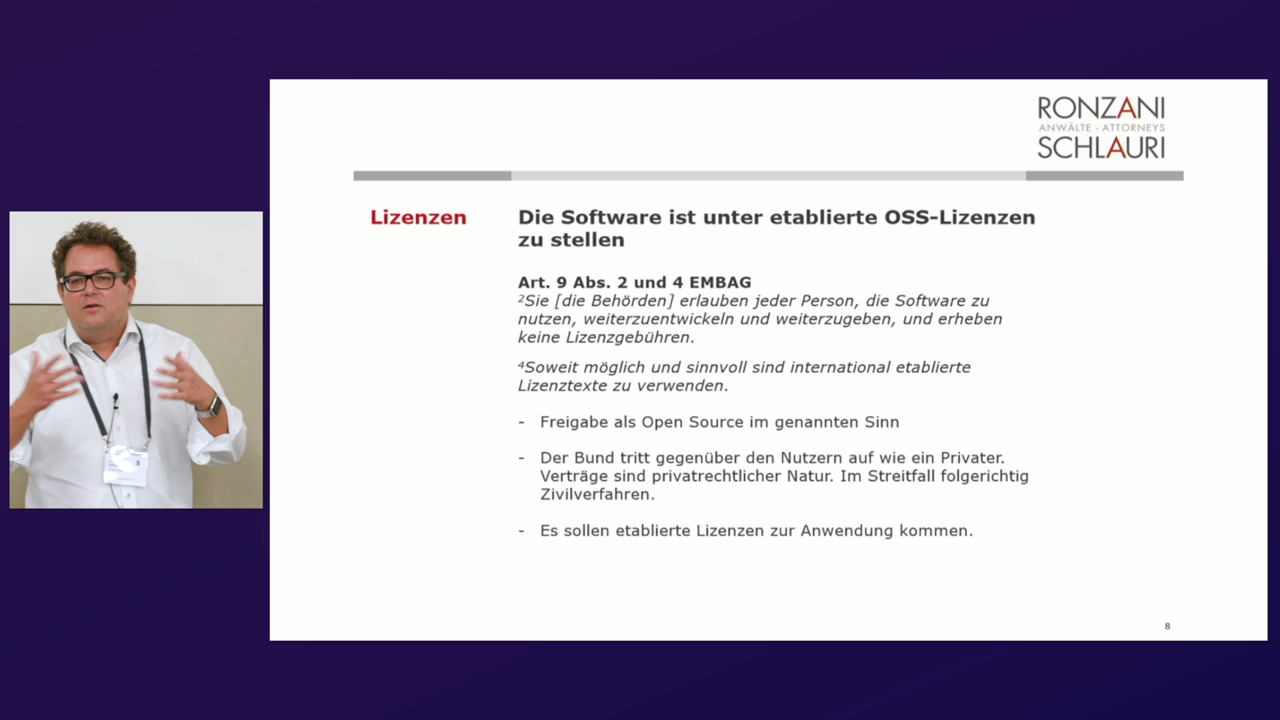 RONZANI
ANWÄLTE - ATTORNEYS
SCHLAURI
Lizenzen
Die Software ist unter etablierte OSS-Lizenzen
zu stellen
Art. 9 Abs. 2 und 4 EMBAG
²Sie [die Behörden] erlauben jeder Person, die Software zu
nutzen, weiterzuentwickeln und weiterzugeben, und erheben
keine Lizenzgebühren.
⁴Soweit möglich und sinnvoll sind international etablierte
Lizenztexte zu verwenden.
- Freigabe als Open Source im genannten Sinn
- Der Bund tritt gegenüber den Nutzern auf wie ein Privater.
Verträge sind privatrechtlicher Natur. Im Streitfall folgerichtig
Zivilverfahren.
- Es sollen etablierte Lizenzen zur Anwendung kommen.
8